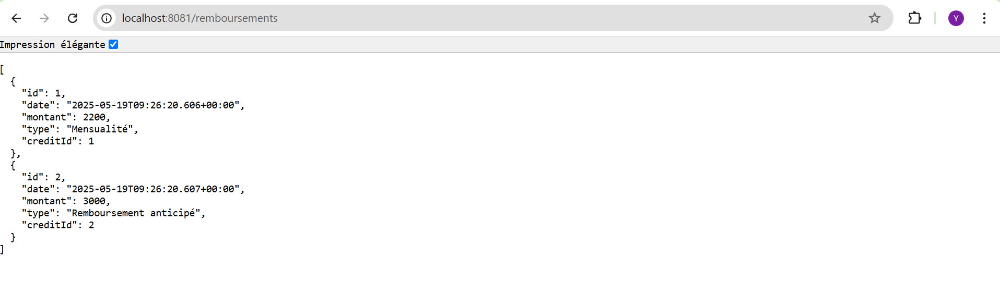 localhost:8081/remboursements
Y
Impression élégante
[
  {
    "id": 1,
    "date": "2025-05-19T09:26:20.606+00:00",
    "montant": 2200,
    "type": "Mensualité",
    "creditId": 1
  },
  {
    "id": 2,
    "date": "2025-05-19T09:26:20.607+00:00",
    "montant": 3000,
    "type": "Remboursement anticipé",
    "creditId": 2
  }
]